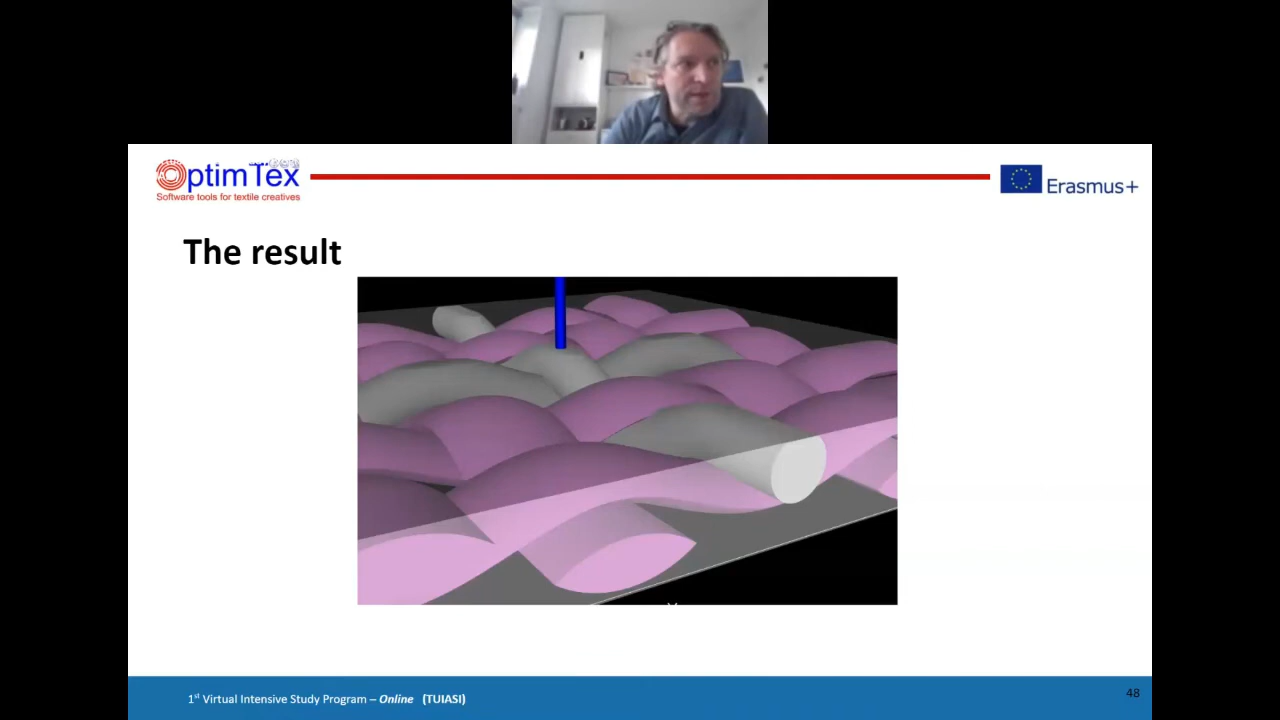 OptimTex
Software tools for textile creatives
Erasmus+
The result
1st Virtual Intensive Study Program – Online (TUIASI)
48